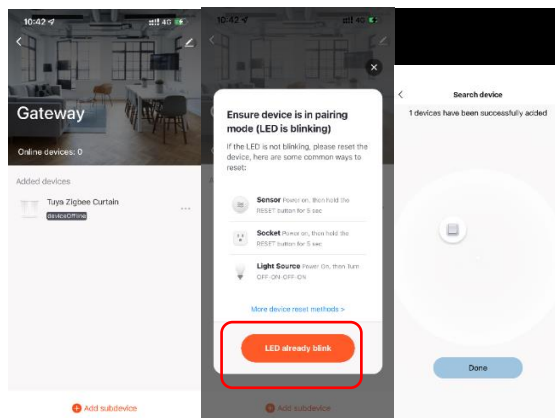 10:42
4G
Gateway
Online devices: 0
Added devices
Tuya Zigbee Curtain
deviceOffline
Add subdevice
10:42
4G
Ensure device is in pairing
mode (LED is blinking)
If the LED is not blinking, please reset the
device, here are some common ways to
reset:
Sensor Power on, then hold the
RESET button for 5 sec
Socket Power on, then hold the
RESET button for 5 sec
Light Source Power On, then Turn
OFF-ON-OFF-ON
More device reset methods >
LED already blink
Add subdevice
Search device
1 devices have been successfully added
Done